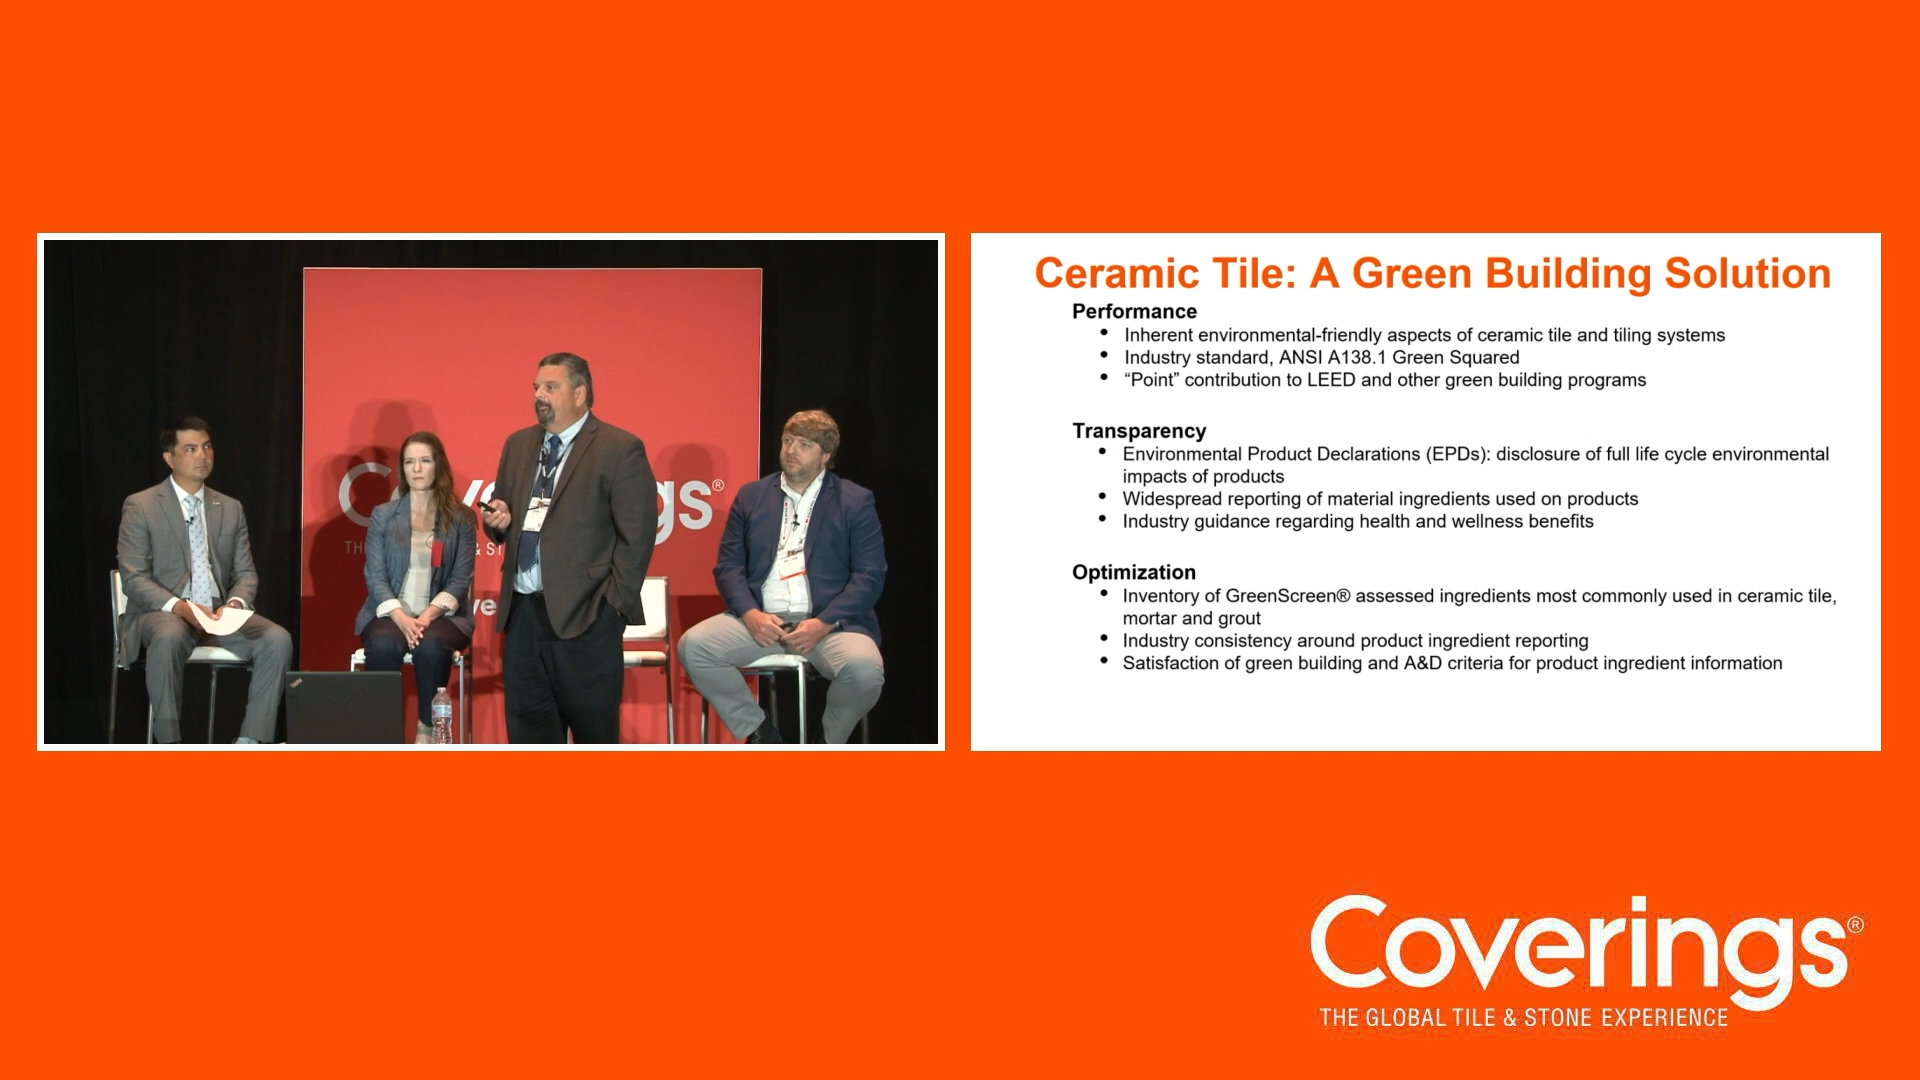 Coverings®
THE
& ST
ve
Ceramic Tile: A Green Building Solution
Performance
• Inherent environmental-friendly aspects of ceramic tile and tiling systems
• Industry standard, ANSI A138.1 Green Squared
• “Point” contribution to LEED and other green building programs
Transparency
• Environmental Product Declarations (EPDs): disclosure of full life cycle environmental
impacts of products
• Widespread reporting of material ingredients used on products
• Industry guidance regarding health and wellness benefits
Optimization
• Inventory of GreenScreen® assessed ingredients most commonly used in ceramic tile,
mortar and grout
• Industry consistency around product ingredient reporting
• Satisfaction of green building and A&D criteria for product ingredient information
Coverings®
THE GLOBAL TILE & STONE EXPERIENCE